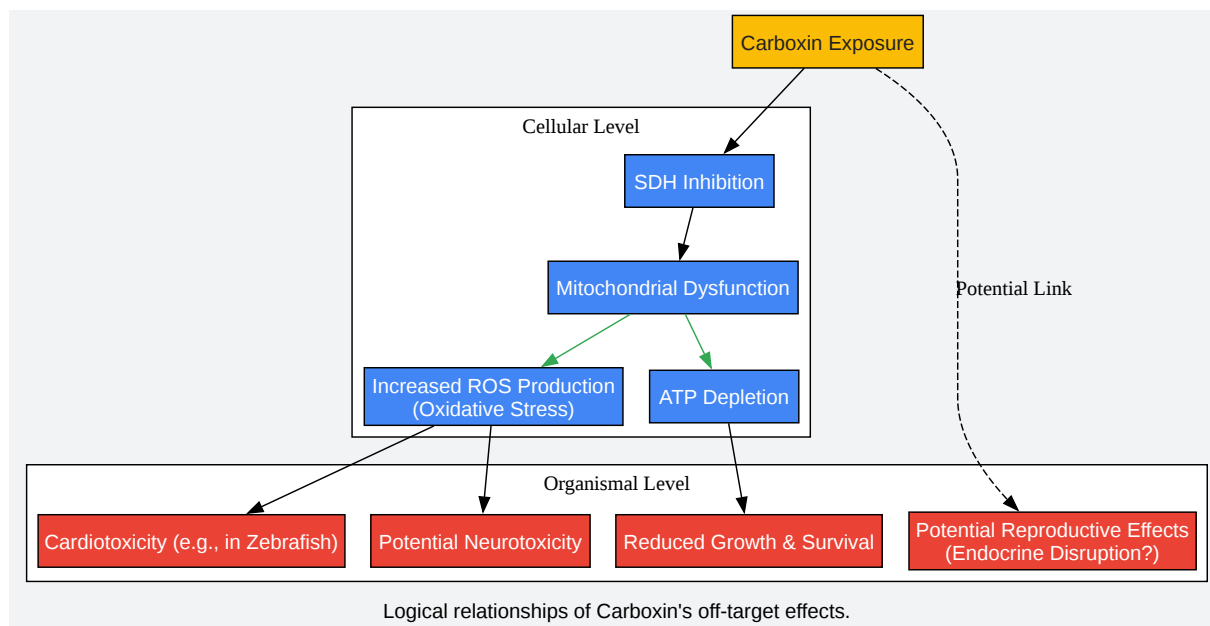 Carboxin Exposure
Cellular Level
SDH Inhibition
Mitochondrial Dysfunction
Potential Link
Increased ROS Production
(Oxidative Stress)
ATP Depletion
Organismal Level
Cardiotoxicity (e.g., in Zebrafish)
Potential Neurotoxicity
Reduced Growth & Survival
Potential Reproductive Effects
(Endocrine Disruption?)
Logical relationships of Carboxin's off-target effects.